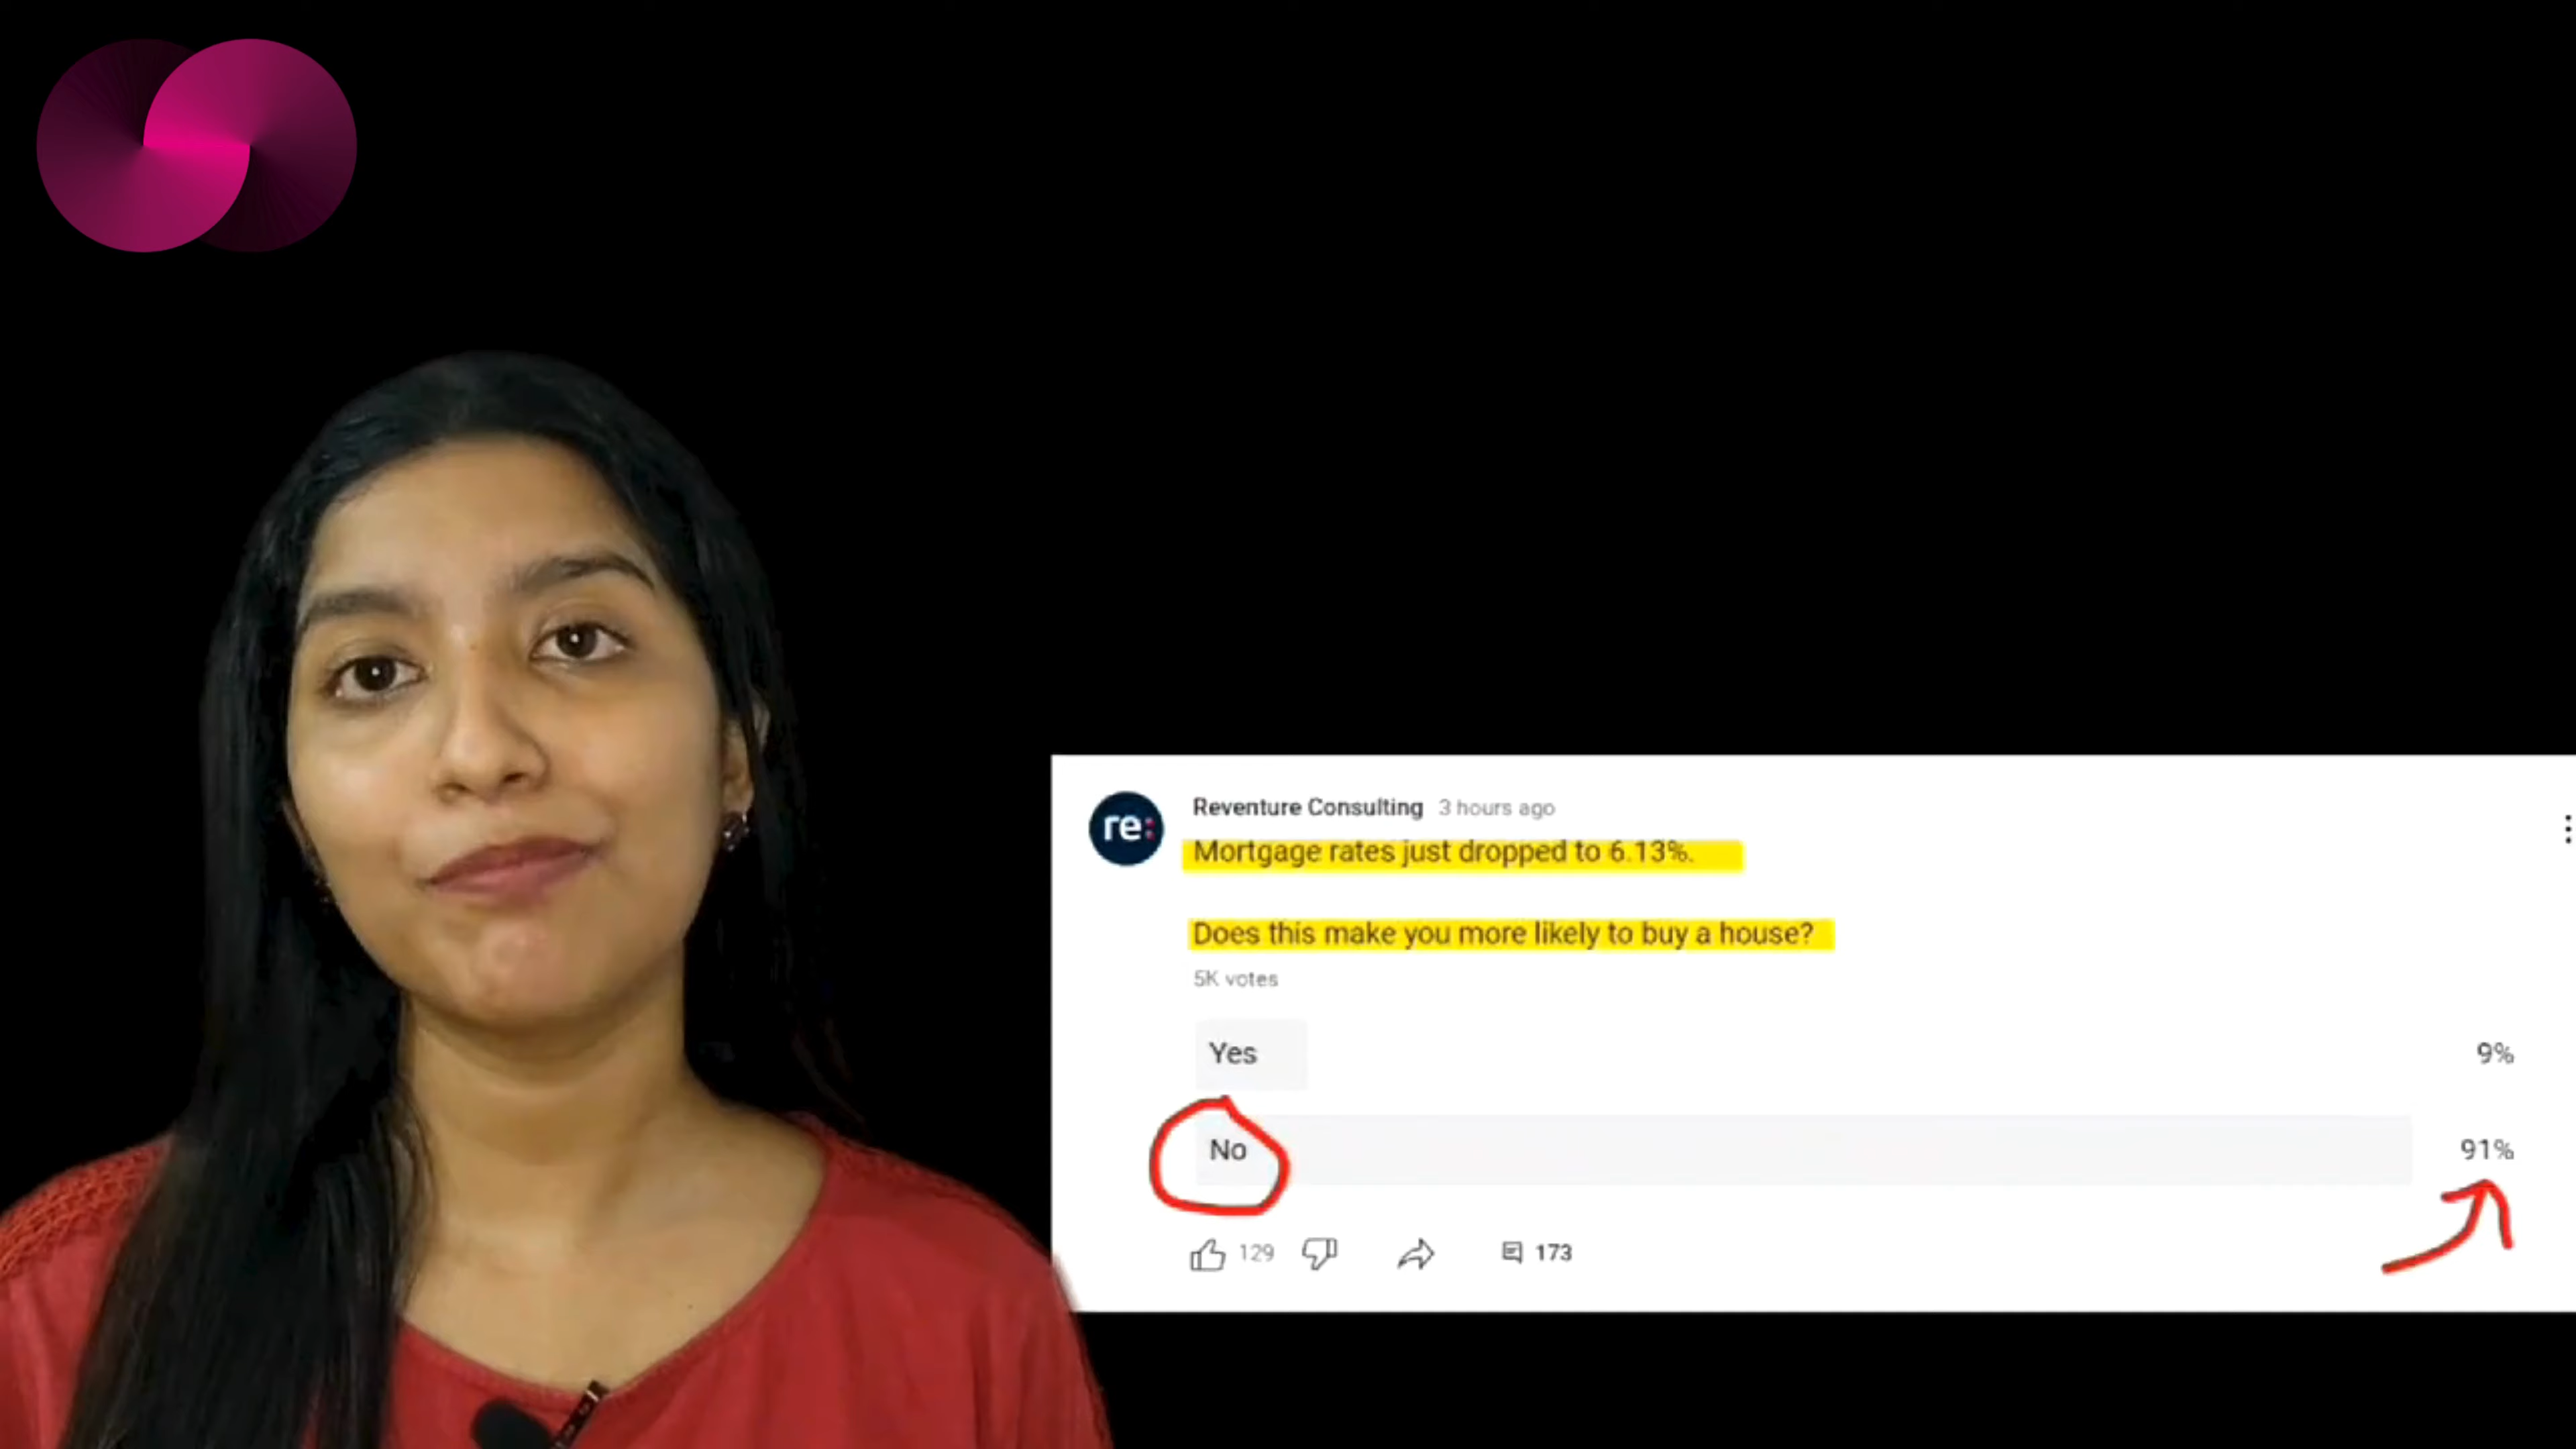 re:
Reventure Consulting 3 hours ago
Mortgage rates just dropped to 6.13%.
Does this make you more likely to buy a house?
5K votes
Yes 9%
No 91%
129 173